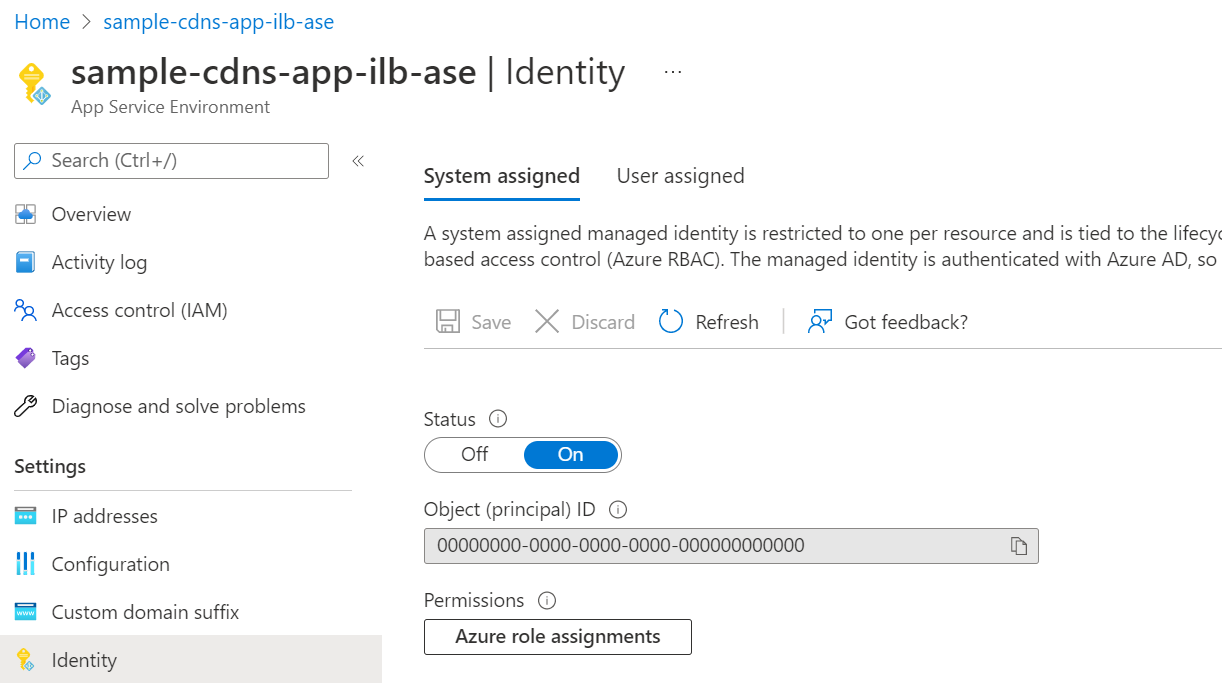 Home > sample-cdns-app-ilb-ase
sample-cdns-app-ilb-ase | Identity ...
App Service Environment
Search (Ctrl+/) «
Overview
Activity log
Access control (IAM)
Tags
Diagnose and solve problems
Settings
IP addresses
Configuration
Custom domain suffix
Identity
System assigned User assigned
A system assigned managed identity is restricted to one per resource and is tied to the
based access control (Azure RBAC). The managed identity is authenticated with Azure AD, so
Save Discard Refresh Got feedback?
Status
Off On
Object (principal) ID
00000000-0000-0000-0000-000000000000
Permissions
Azure role assignments